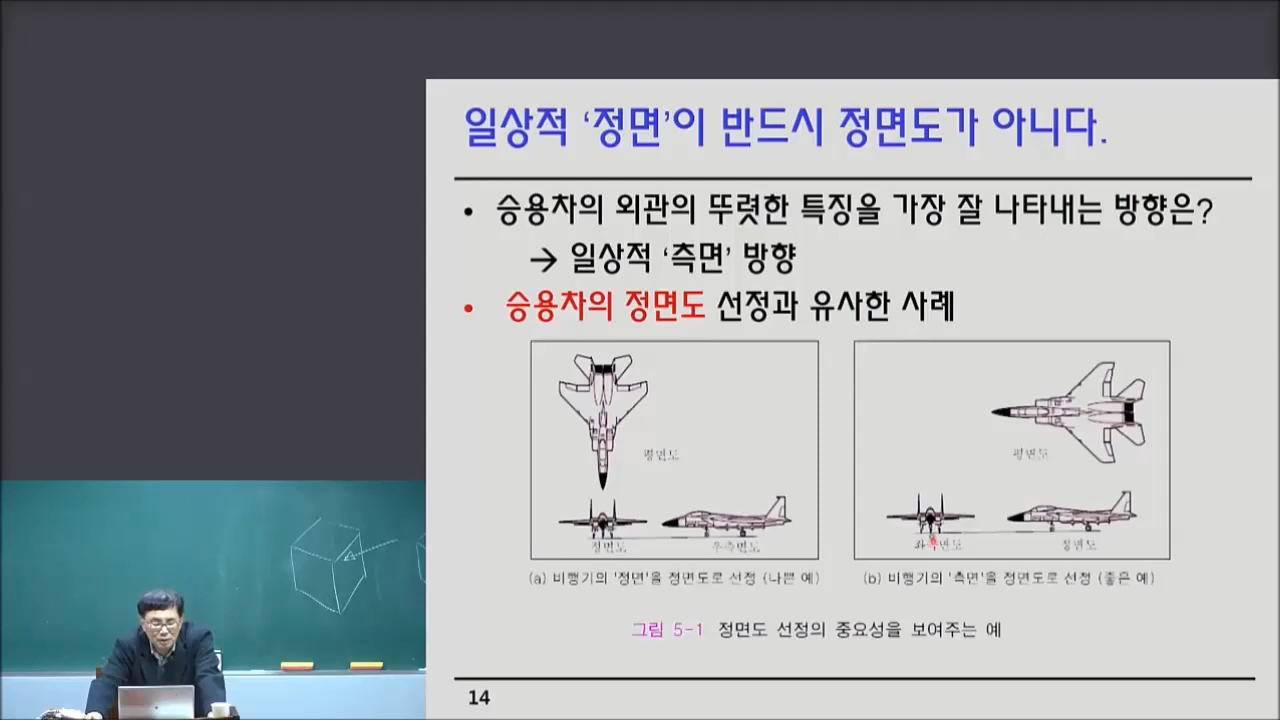 일상적 ‘정면’이 반드시 정면도가 아니다.
• 승용차의 외관의 뚜렷한 특징을 가장 잘 나타내는 방향은?
→ 일상적 ‘측면’ 방향
• 승용차의 정면도 선정과 유사한 사례
평면도
정면도 우측면도
평면도
좌측면도 정면도
(a) 비행기의 '정면'을 정면도로 선정 (나쁜 예)
(b) 비행기의 '측면'을 정면도로 선정 (좋은 예)
그림 5-1 정면도 선정의 중요성을 보여주는 예
14